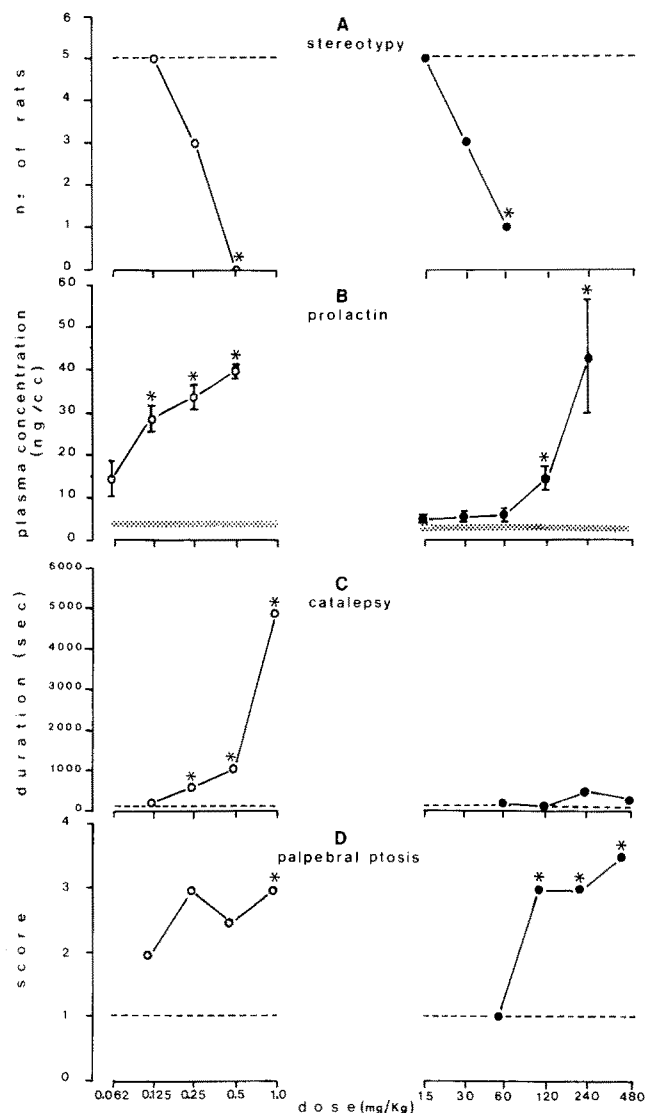 A
stereotypy
nº of rats
6
5
4
3
2
1
0
*
*
B
prolactin
plasma concentration
(ng/cc)
60
50
40
30
20
10
0
* * *
* *
C
catalepsy
duration (sec)
6000
5000
4000
3000
2000
1000
0
* * *
D
palpebral ptosis
score
4
3
2
1
0
*
* * *
0.062 0.125 0.25 0.5 1.0 15 30 60 120 240 480
dose (mg/Kg)